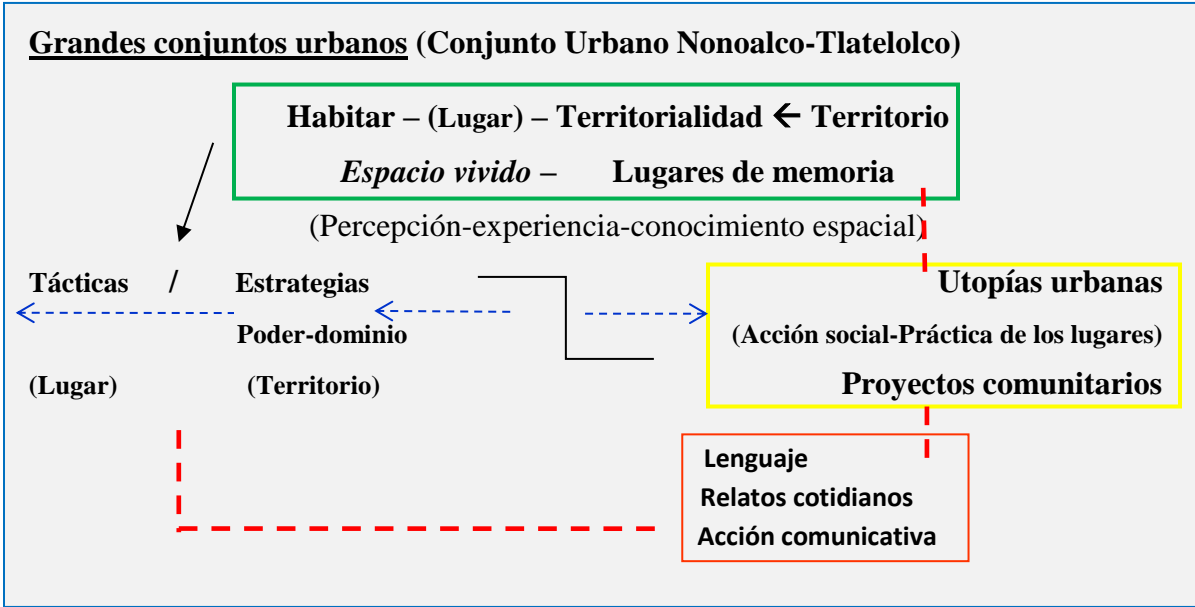 Grandes conjuntos urbanos (Conjunto Urbano Nonoalco-Tlatelolco)
Habitar – (Lugar) – Territorialidad ← Territorio
Espacio vivido – Lugares de memoria
(Percepción-experiencia-conocimiento espacial)
Tácticas / Estrategias
Poder-dominio
(Lugar) (Territorio)
Utopías urbanas
(Acción social-Práctica de los lugares)
Proyectos comunitarios
Lenguaje
Relatos cotidianos
Acción comunicativa